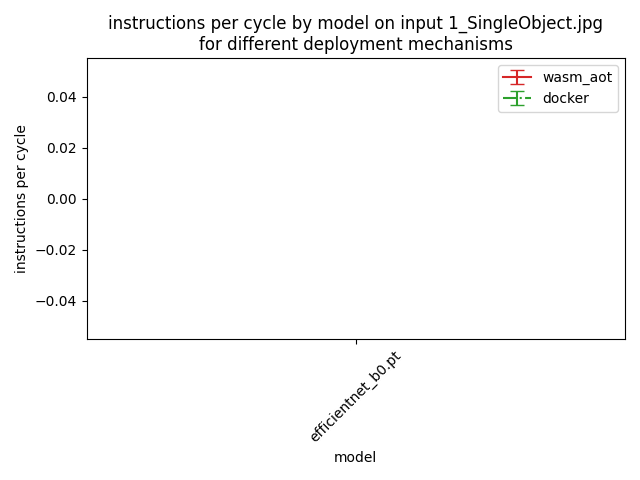 instructions per cycle by model on input 1_SingleObject.jpg
for different deployment mechanisms
wasm_aot
docker
0.04
0.02
0.00
−0.02
−0.04
instructions per cycle
efficientnet_b0.pt
model